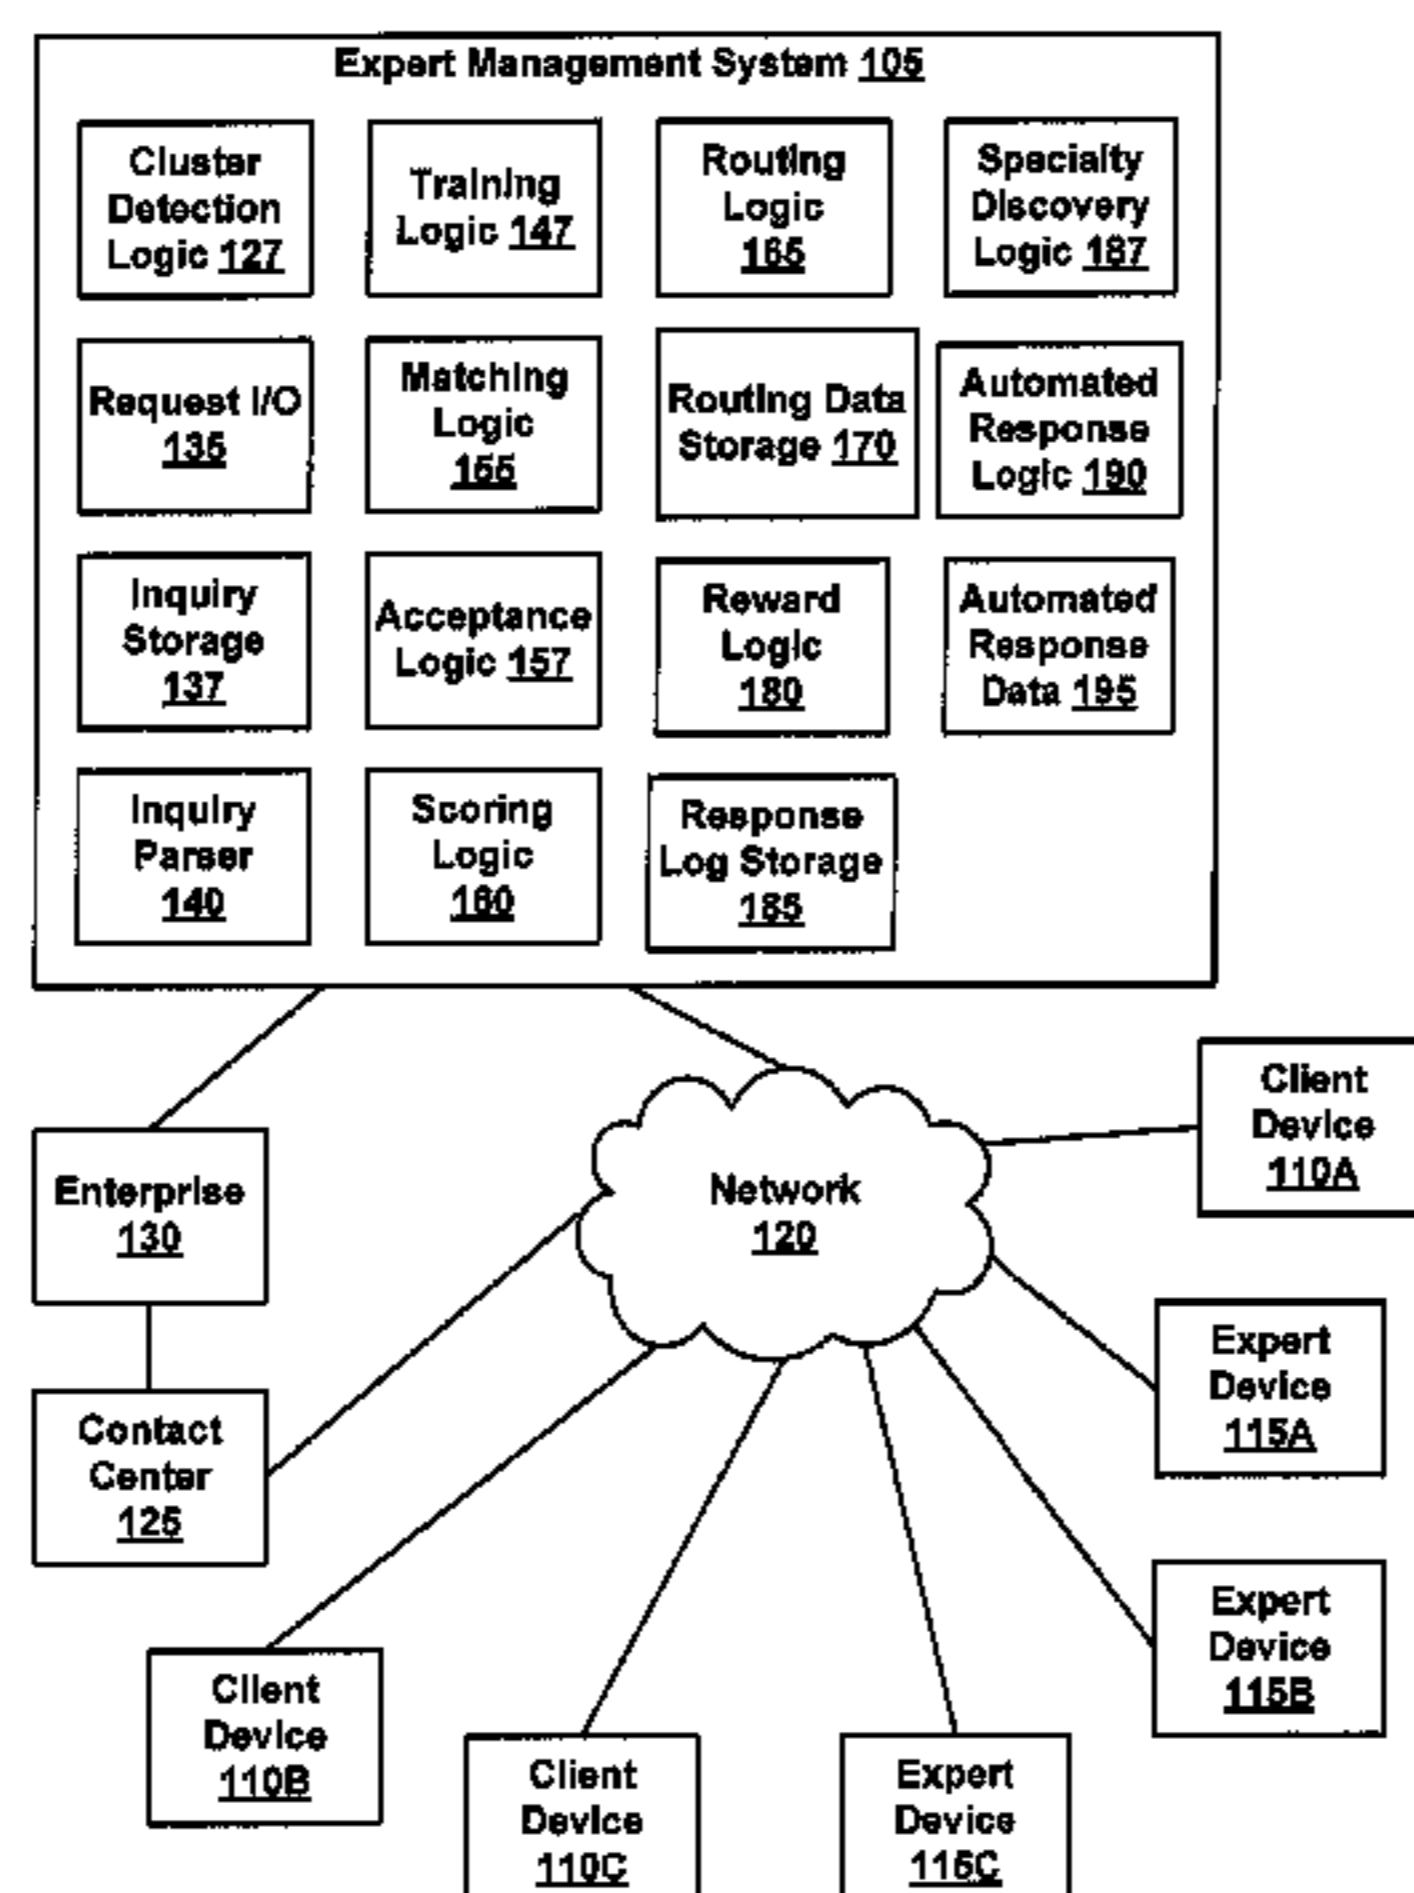 Expert Management System 105
Cluster
Detection
Logic 127
Training
Logic 147
Routing
Logic
165
Specialty
Discovery
Logic 187
Request I/O
135
Matching
Logic
155
Routing Data
Storage 170
Automated
Response
Logic 190
Inquiry
Storage
137
Acceptance
Logic 157
Reward
Logic
180
Automated
Response
Data 195
Inquiry
Parser
140
Scoring
Logic
160
Response
Log Storage
185
Client
Device
110A
Enterprise
130
Network
120
Expert
Device
115A
Contact
Center
125
Expert
Device
115B
Client
Device
110B
Client
Device
110C
Expert
Device
115C